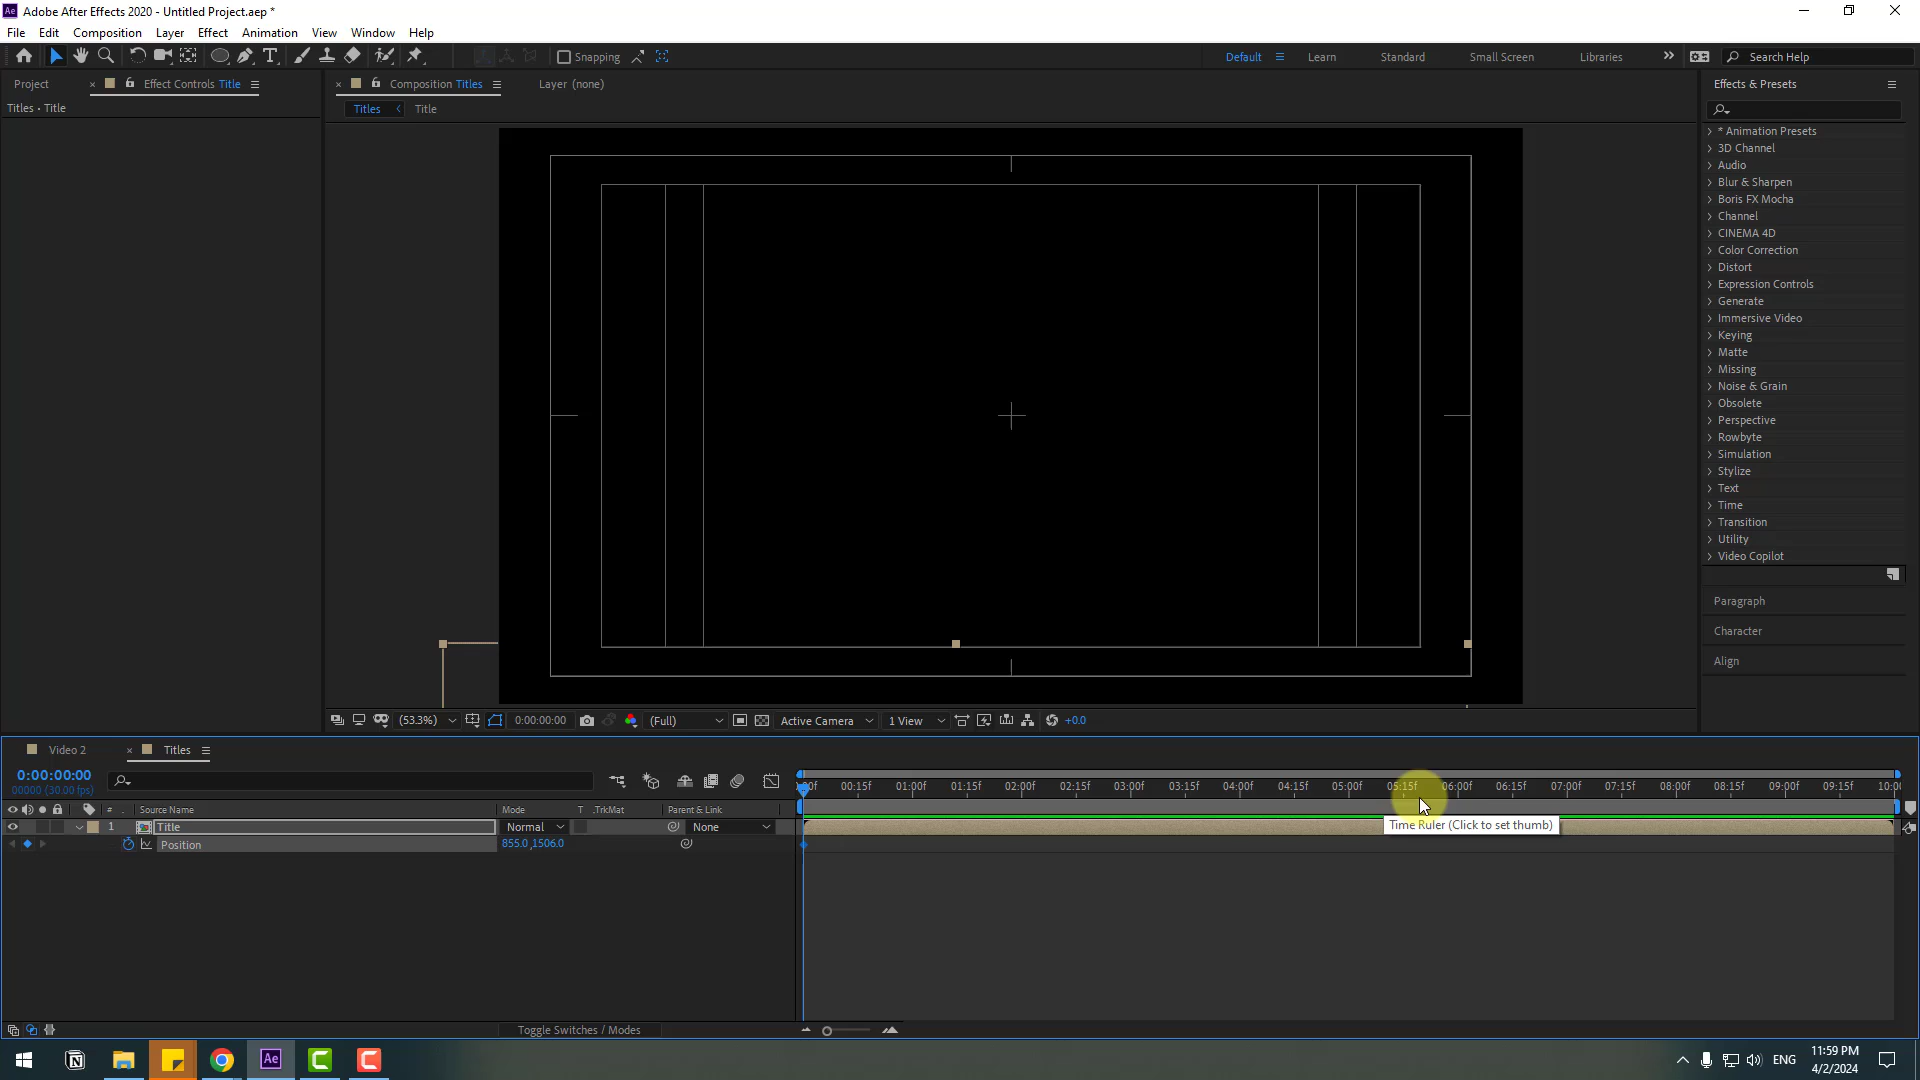 Adobe After Effects 2020 - Untitled Project.aep *
File Edit Composition Layer Effect Animation View Window Help
Snapping Default Learn Standard Small Screen Libraries Search Help
Project Effect Controls Title Composition Titles Layer (none) Effects & Presets
Titles • Title Titles Title
* Animation Presets
3D Channel
Audio
Blur & Sharpen
Boris FX Mocha
Channel
CINEMA 4D
Color Correction
Distort
Expression Controls
Generate
Immersive Video
Keying
Matte
Missing
Noise & Grain
Obsolete
Perspective
Rowbyte
Simulation
Stylize
Text
Time
Transition
Utility
Video Copilot
Paragraph
Character
Align
(53.3%) 0:00:00:00 (Full) Active Camera 1 View +0.0
Video 2 Titles
0:00:00:00
00000 (30.00 fps)
00f 00:15f 01:00f 01:15f 02:00f 02:15f 03:00f 03:15f 04:00f 04:15f 05:00f 05:15f 06:00f 06:15f 07:00f 07:15f 08:00f 08:15f 09:00f 09:15f 10:00
# Source Name Mode T .TrkMat Parent & Link
1 Title Normal None
Time Ruler (Click to set thumb)
Position 855.0,1506.0
Toggle Switches / Modes
Ae ENG 11:59 PM
4/2/2024